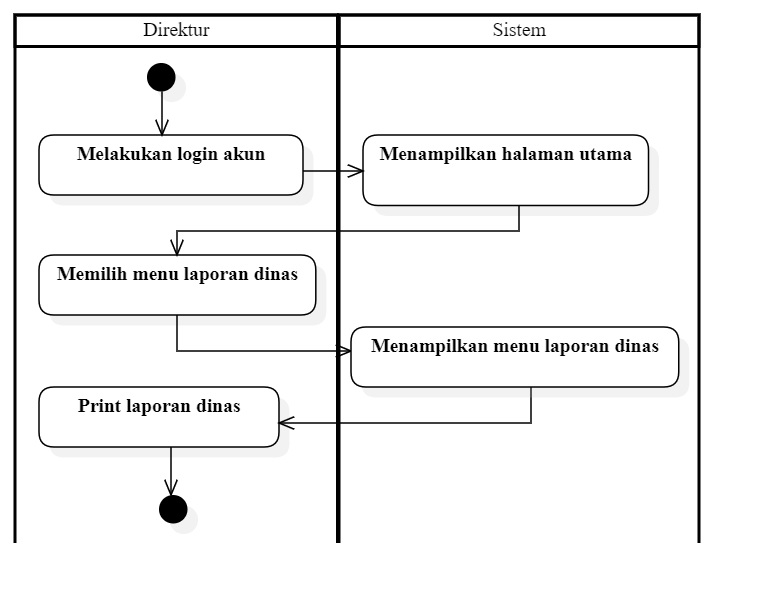 Direktur
Sistem
Melakukan login akun
Menampilkan halaman utama
Memilih menu laporan dinas
Menampilkan menu laporan dinas
Print laporan dinas